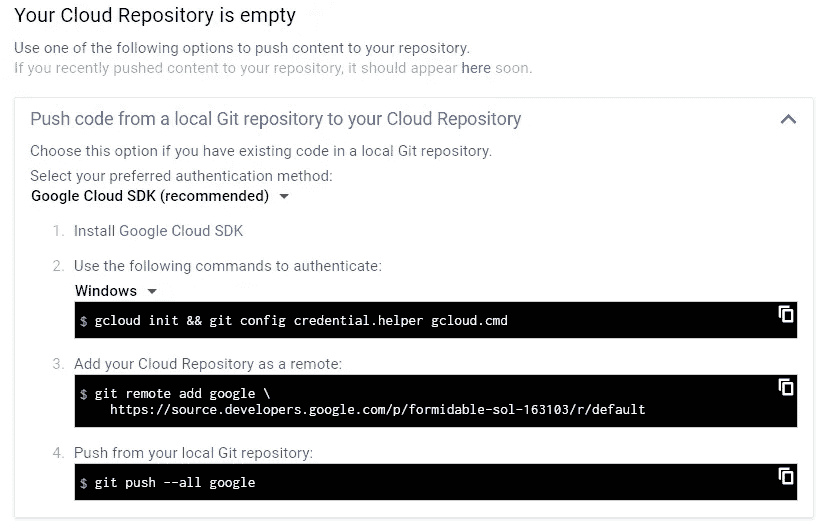 Your Cloud Repository is empty
Use one of the following options to push content to your repository.
If you recently pushed content to your repository, it should appear here soon.
Push code from a local Git repository to your Cloud Repository
Choose this option if you have existing code in a local Git repository.
Select your preferred authentication method:
Google Cloud SDK (recommended)
1. Install Google Cloud SDK
2. Use the following commands to authenticate:
Windows
$ gcloud init && git config credential.helper gcloud.cmd
3. Add your Cloud Repository as a remote:
$ git remote add google \
https://source.developers.google.com/p/formidable-sol-163103/r/default
4. Push from your local Git repository:
$ git push --all google